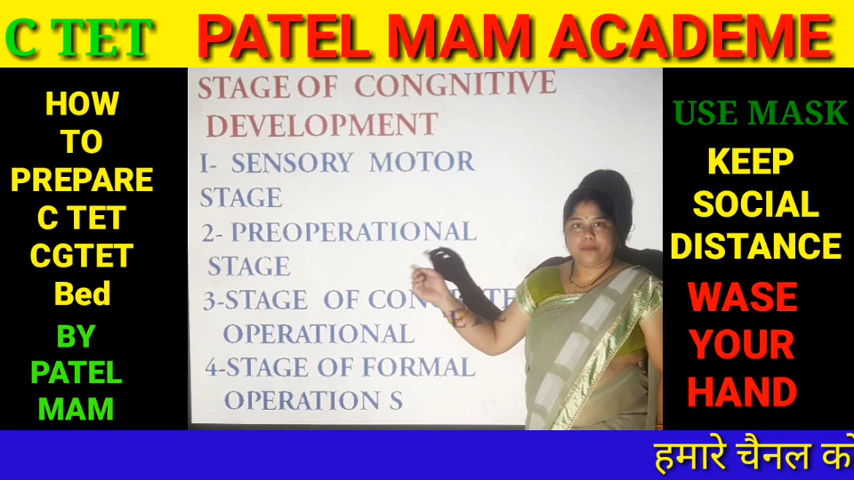 C TET PATEL MAM ACADEME
HOW
TO
PREPARE
C TET
CGTET
Bed
BY
PATEL
MAM
STAGE OF CONGNITIVE
DEVELOPMENT
I- SENSORY MOTOR
STAGE
2- PREOPERATIONAL
STAGE
3-STAGE OF
OPERATIONAL
4-STAGE OF FORMAL
OPERATION S
USE MASK
KEEP
SOCIAL
DISTANCE
WASE
YOUR
HAND
हमारे चैनल को